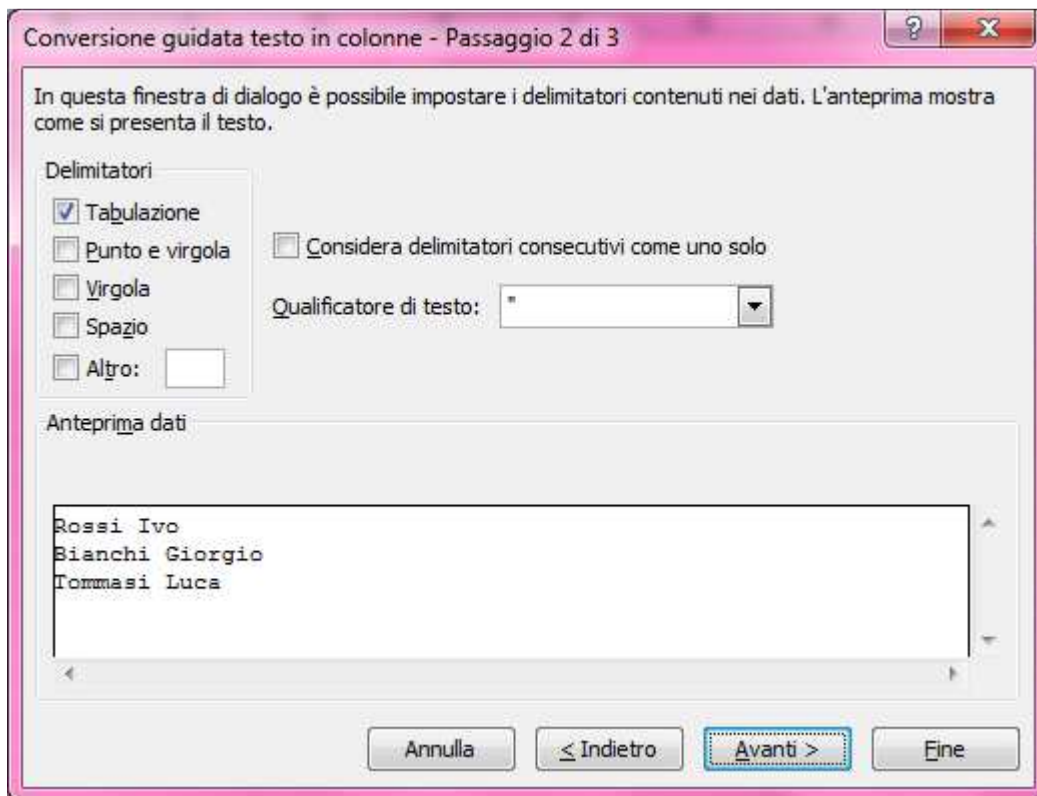 Conversione guidata testo in colonne - Passaggio 2 di 3
In questa finestra di dialogo è possibile impostare i delimitatori contenuti nei dati. L'anteprima mostra
come si presenta il testo.
Delimitatori
Tabulazione
Punto e virgola
Virgola
Spazio
Altro:
Considera delimitatori consecutivi come uno solo
Qualificatore di testo: "
Anteprima dati
Rossi Ivo
Bianchi Giorgio
Tommasi Luca
Annulla
< Indietro
Avanti >
Fine